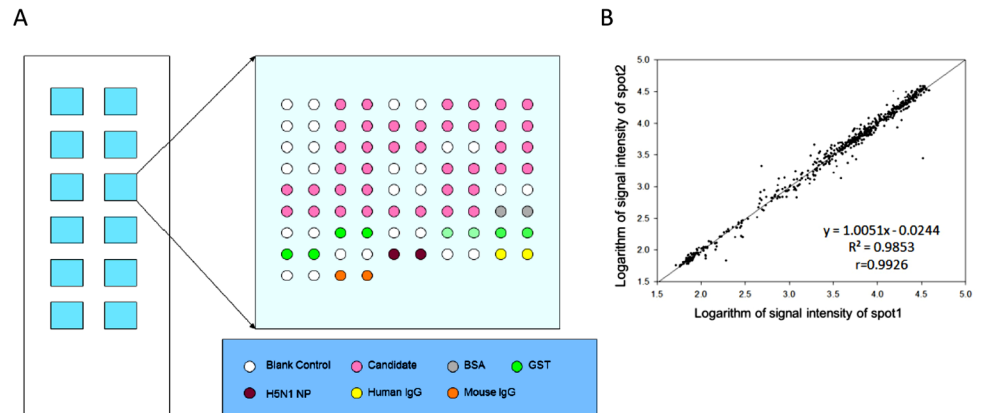 A
Blank Control
Candidate
BSA
GST
H5N1 NP
Human IgG
Mouse IgG
B
Logarithm of signal intensity of spot2
5.0
4.5
4.0
3.5
3.0
2.5
2.0
1.5
y = 1.0051x - 0.0244
R² = 0.9853
r=0.9926
1.5 2.0 2.5 3.0 3.5 4.0 4.5 5.0
Logarithm of signal intensity of spot1